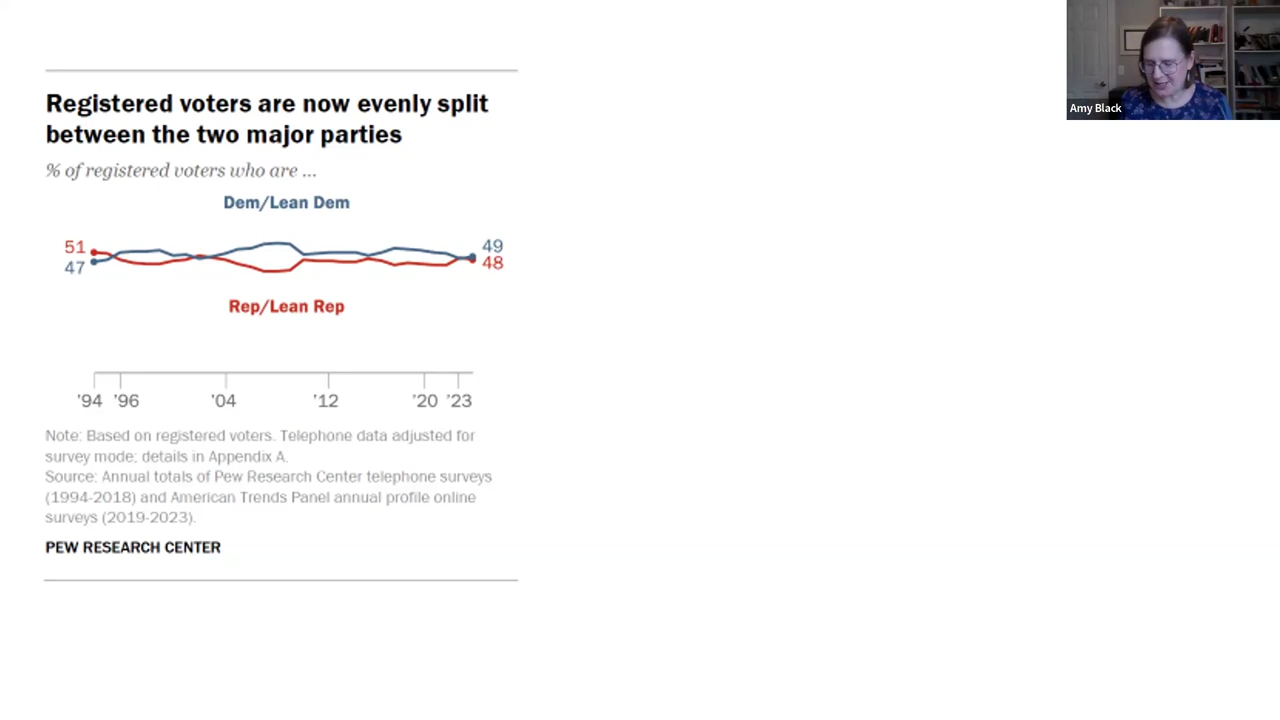 Amy Black
Registered voters are now evenly split
between the two major parties
% of registered voters who are ...
Dem/Lean Dem
51
47
49
48
Rep/Lean Rep
'94 '96 '04 '12 '20 '23
Note: Based on registered voters. Telephone data adjusted for
survey mode; details in Appendix A.
Source: Annual totals of Pew Research Center telephone surveys
(1994-2018) and American Trends Panel annual profile online
surveys (2019-2023).
PEW RESEARCH CENTER